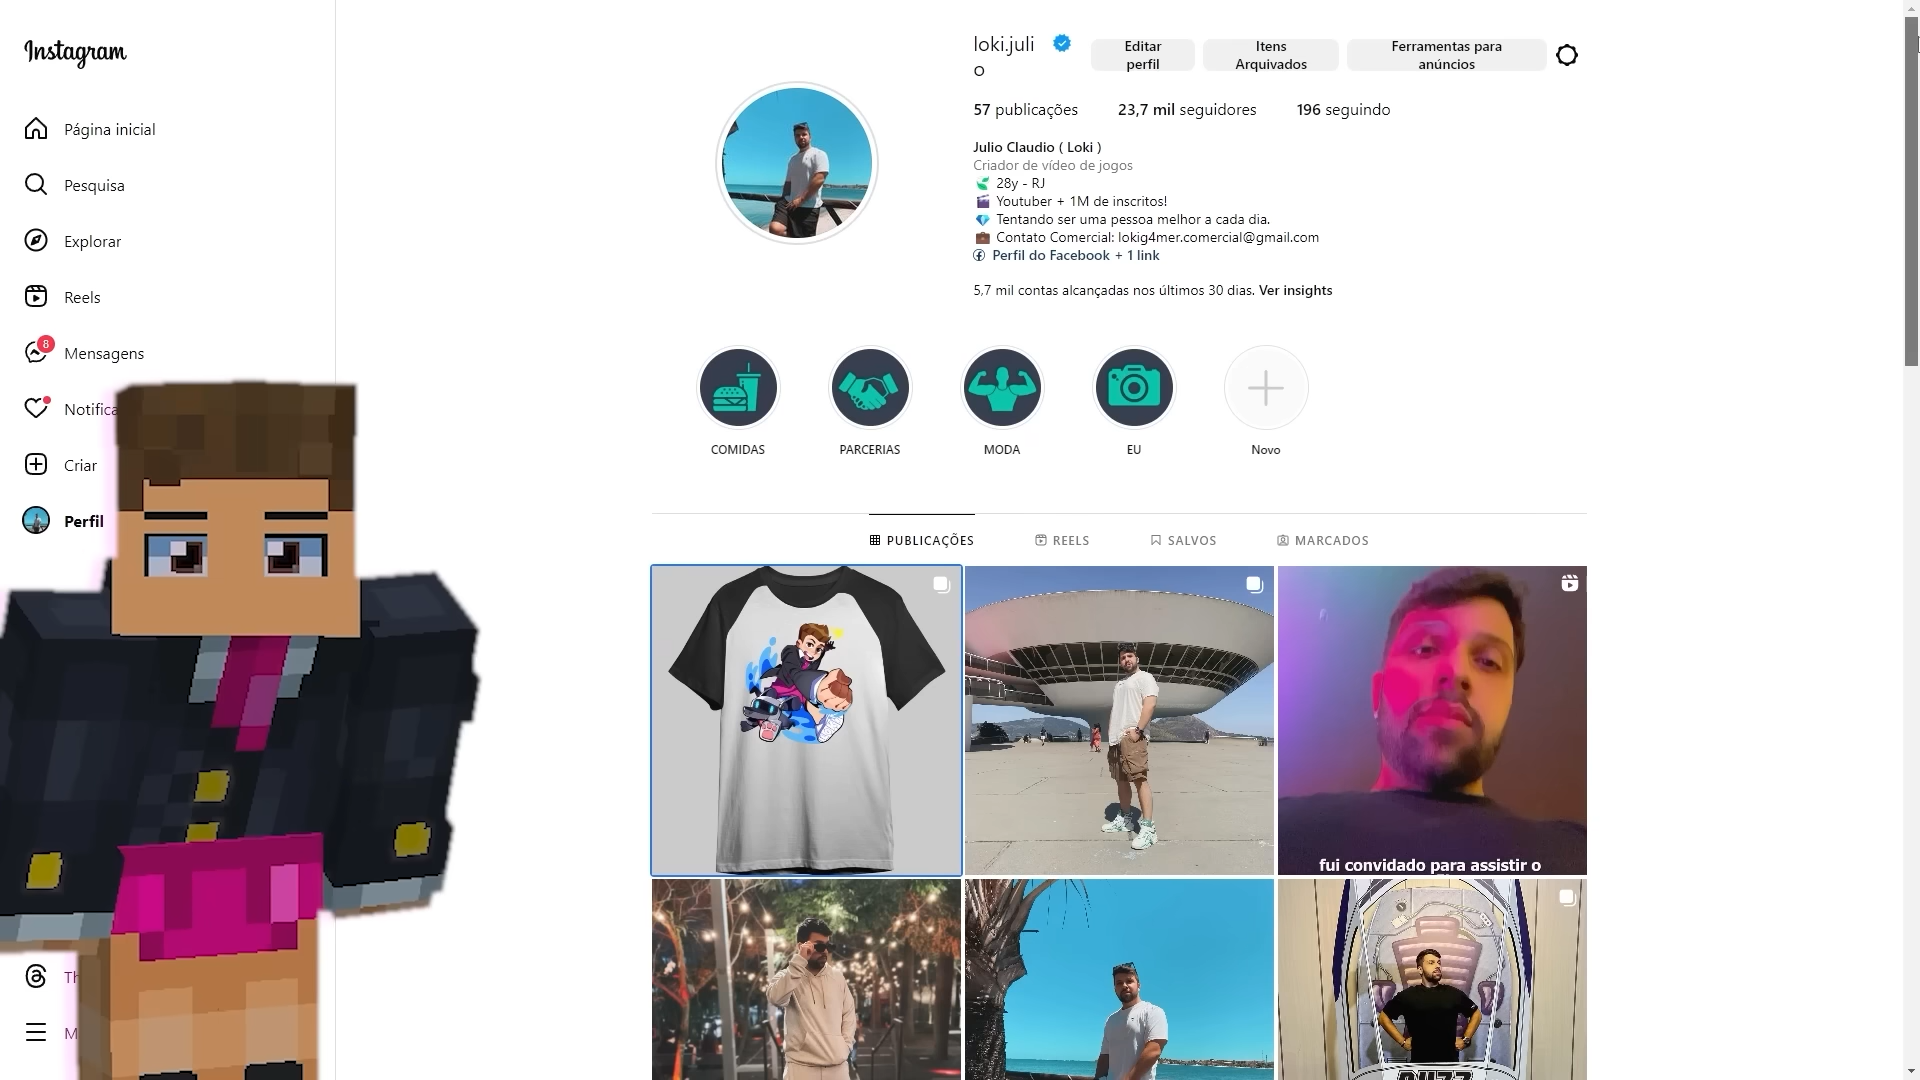 Instagram
Página inicial
Pesquisa
Explorar
Reels
8
Mensagens
Notifica
Criar
Perfil
Th
M
loki.juli
o
Editar
perfil
Itens
Arquivados
Ferramentas para
anúncios
57 publicações
23,7 mil seguidores
196 seguindo
Julio Claudio ( Loki )
Criador de vídeo de jogos
28y - RJ
Youtuber + 1M de inscritos!
Tentando ser uma pessoa melhor a cada dia.
Contato Comercial: lokig4mer.comercial@gmail.com
Perfil do Facebook + 1 link
5,7 mil contas alcançadas nos últimos 30 dias. Ver insights
COMIDAS
PARCERIAS
MODA
EU
Novo
PUBLICAÇÕES
REELS
SALVOS
MARCADOS
fui convidado para assistir o
BUZZ